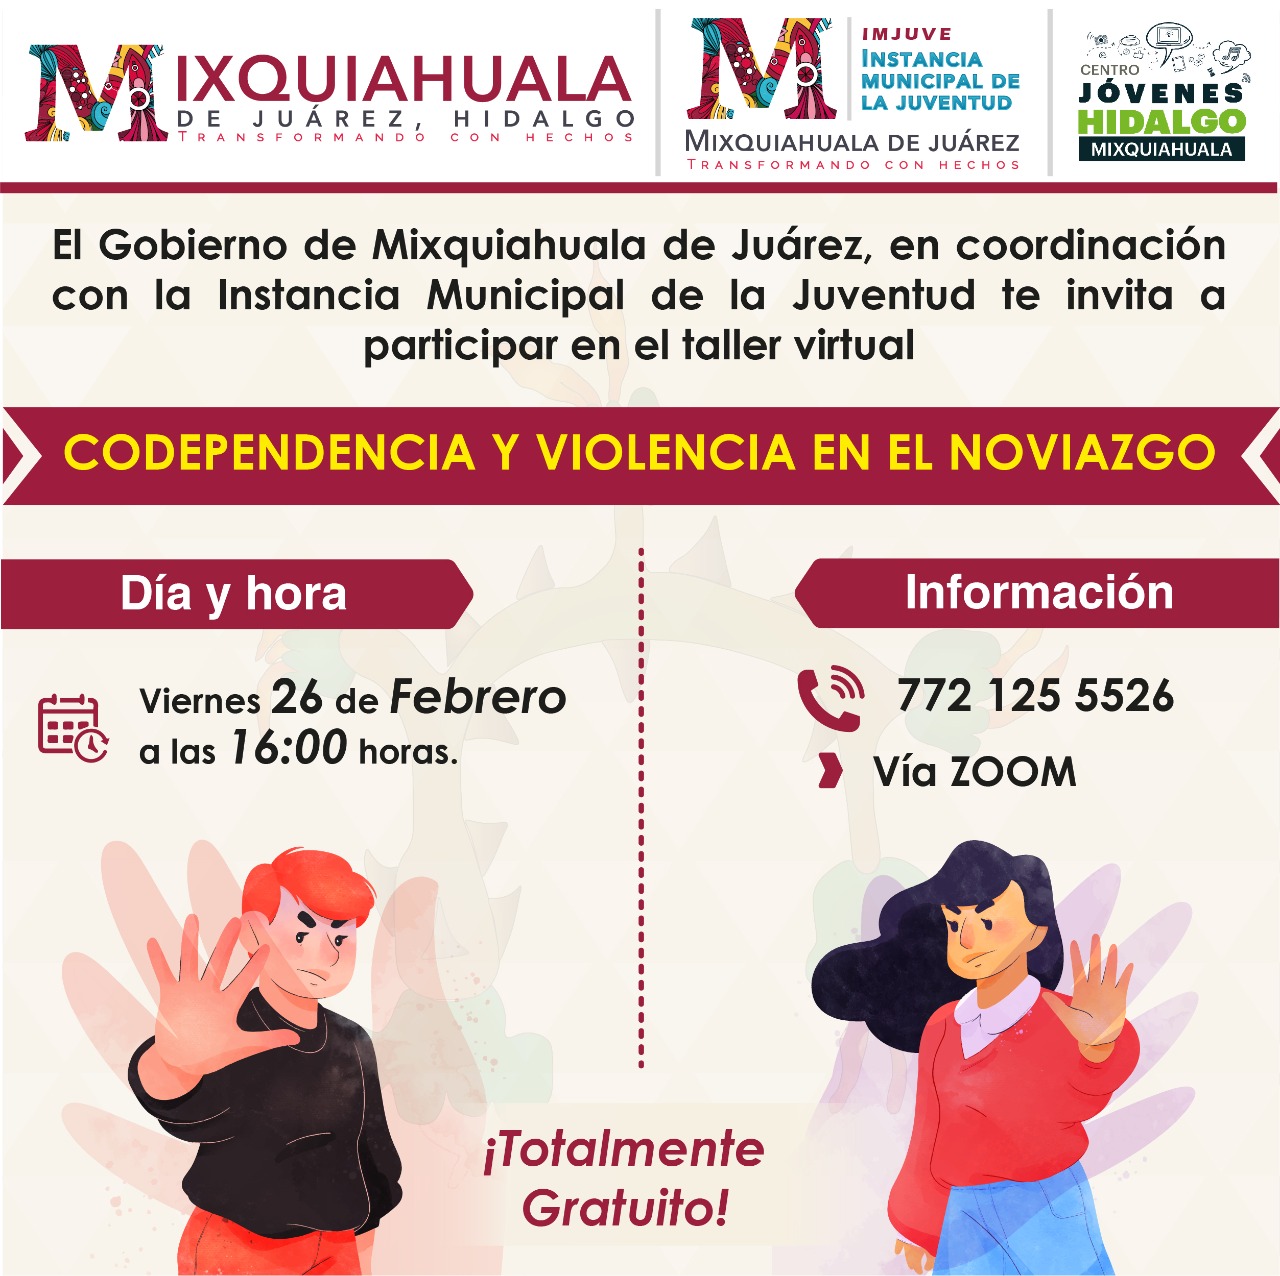 MIXQUIAHUALA
DE JUÁREZ, HIDALGO
TRANSFORMANDO CON HECHOS
IMJUVE
INSTANCIA
MUNICIPAL DE
LA JUVENTUD
MIXQUIAHUALA DE JUÁREZ
TRANSFORMANDO CON HECHOS
CENTRO
JÓVENES
HIDALGO
MIXQUIAHUALA
El Gobierno de Mixquiahuala de Juárez, en coordinación
con la Instancia Municipal de la Juventud te invita a
participar en el taller virtual
CODEPENDENCIA Y VIOLENCIA EN EL NOVIAZGO
Día y hora
Viernes 26 de Febrero
a las 16:00 horas.
Información
772 125 5526
Vía ZOOM
¡Totalmente
Gratuito!